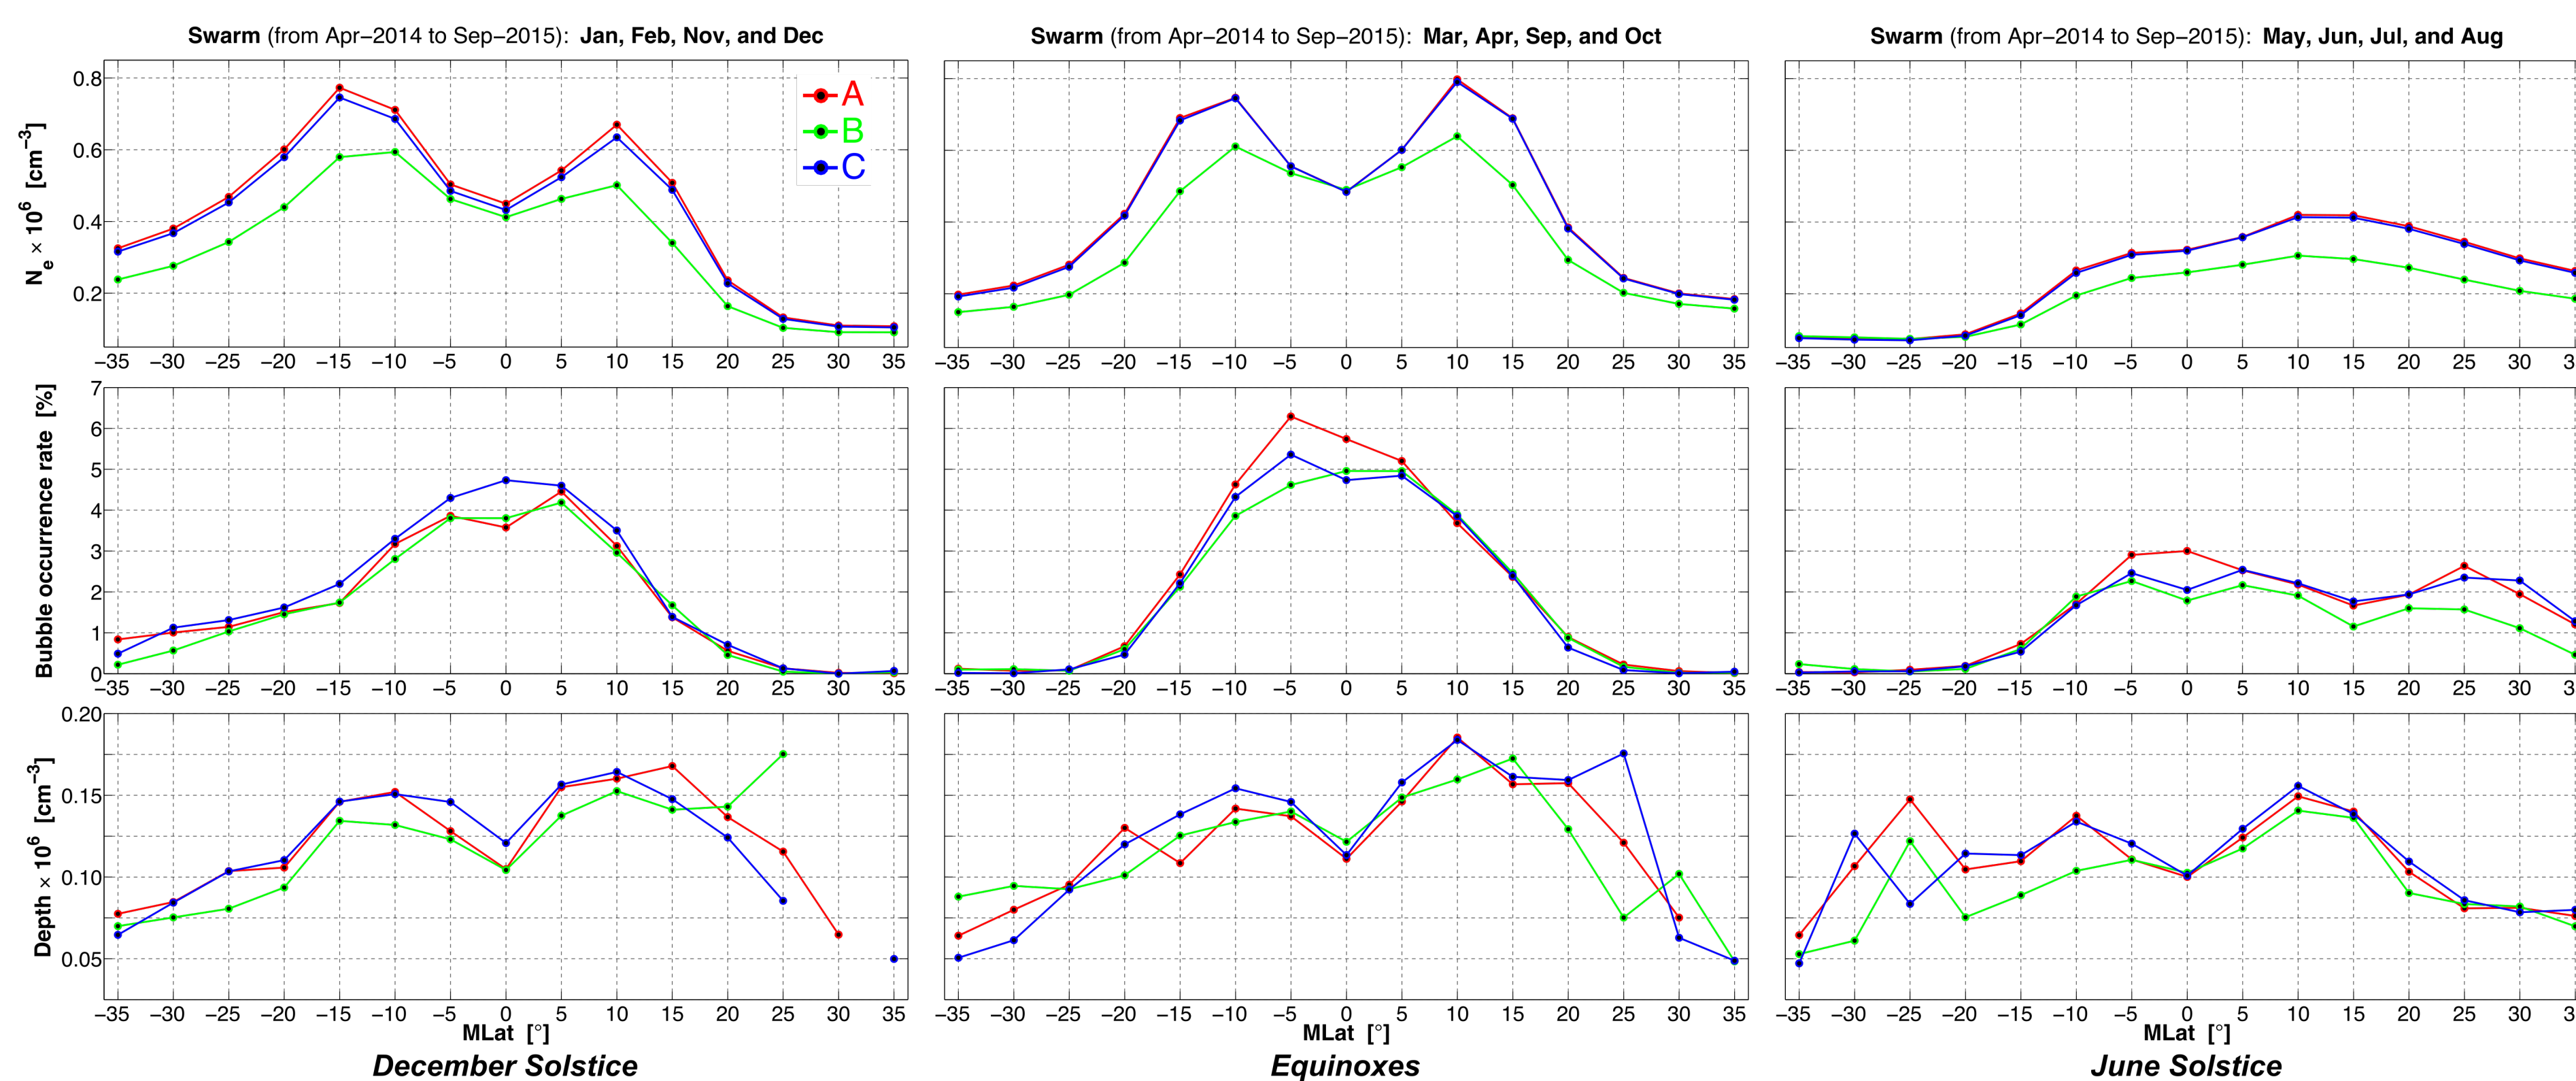 Swarm (from Apr−2014 to Sep−2015): Jan, Feb, Nov, and Dec
Swarm (from Apr−2014 to Sep−2015): Mar, Apr, Sep, and Oct
Swarm (from Apr−2014 to Sep−2015): May, Jun, Jul, and Aug
Ne × 10⁶ [cm⁻³]
0.8
0.6
0.4
0.2
A
B
C
−35 −30 −25 −20 −15 −10 −5 0 5 10 15 20 25 30 35
−35 −30 −25 −20 −15 −10 −5 0 5 10 15 20 25 30 35
−35 −30 −25 −20 −15 −10 −5 0 5 10 15 20 25 30 3
Bubble occurrence rate [%]
7
6
5
4
3
2
1
0
−35 −30 −25 −20 −15 −10 −5 0 5 10 15 20 25 30 35
−35 −30 −25 −20 −15 −10 −5 0 5 10 15 20 25 30 35
−35 −30 −25 −20 −15 −10 −5 0 5 10 15 20 25 30 3
Depth × 10⁶ [cm⁻³]
0.20
0.15
0.10
0.05
−35 −30 −25 −20 −15 −10 −5 0 5 10 15 20 25 30 35
−35 −30 −25 −20 −15 −10 −5 0 5 10 15 20 25 30 35
−35 −30 −25 −20 −15 −10 −5 0 5 10 15 20 25 30 3
MLat [°]
MLat [°]
MLat [°]
December Solstice
Equinoxes
June Solstice